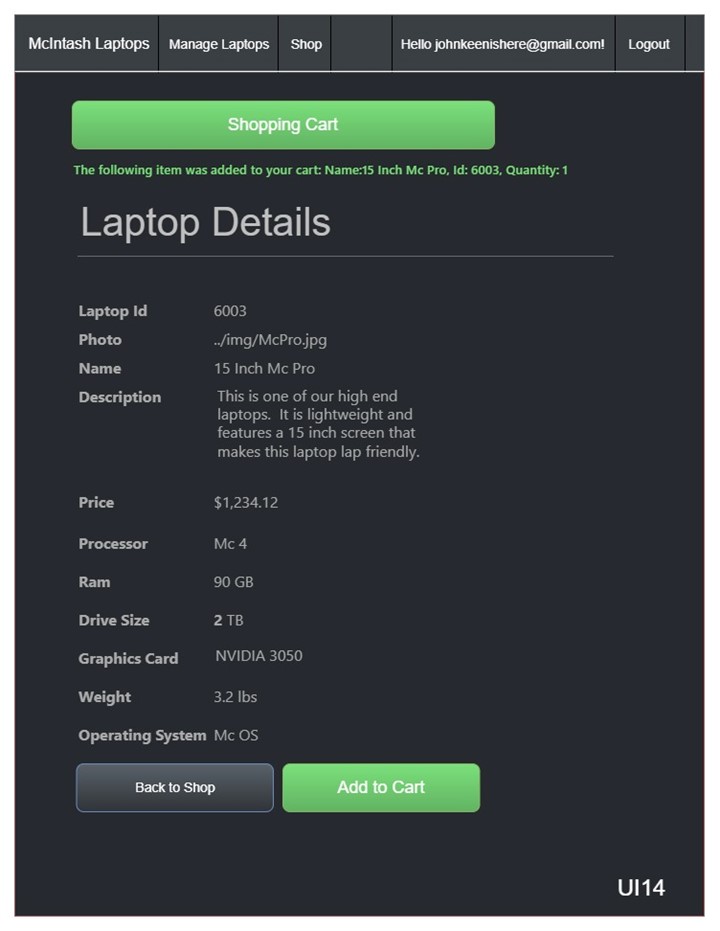 McIntash Laptops Manage Laptops Shop Hello johnkeenishere@gmail.com! Logout
Shopping Cart
The following item was added to your cart: Name:15 Inch Mc Pro, Id: 6003, Quantity: 1
Laptop Details
Laptop Id 6003
Photo ../img/McPro.jpg
Name 15 Inch Mc Pro
Description This is one of our high end
laptops.  It is lightweight and
features a 15 inch screen that
makes this laptop lap friendly.
Price $1,234.12
Processor Mc 4
Ram 90 GB
Drive Size 2 TB
Graphics Card NVIDIA 3050
Weight 3.2 lbs
Operating System Mc OS
Back to Shop Add to Cart
UI14